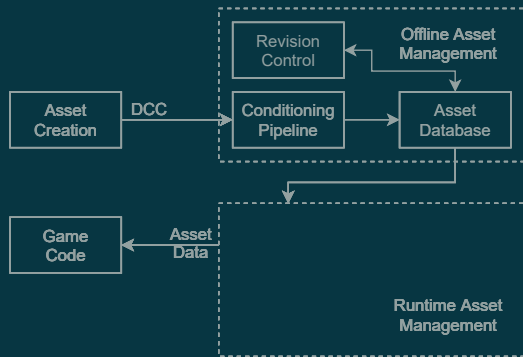 Revision
Control
Offline Asset
Management
Asset
Creation
DCC
Conditioning
Pipeline
Asset
Database
Game
Code
Asset
Data
Runtime Asset
Management